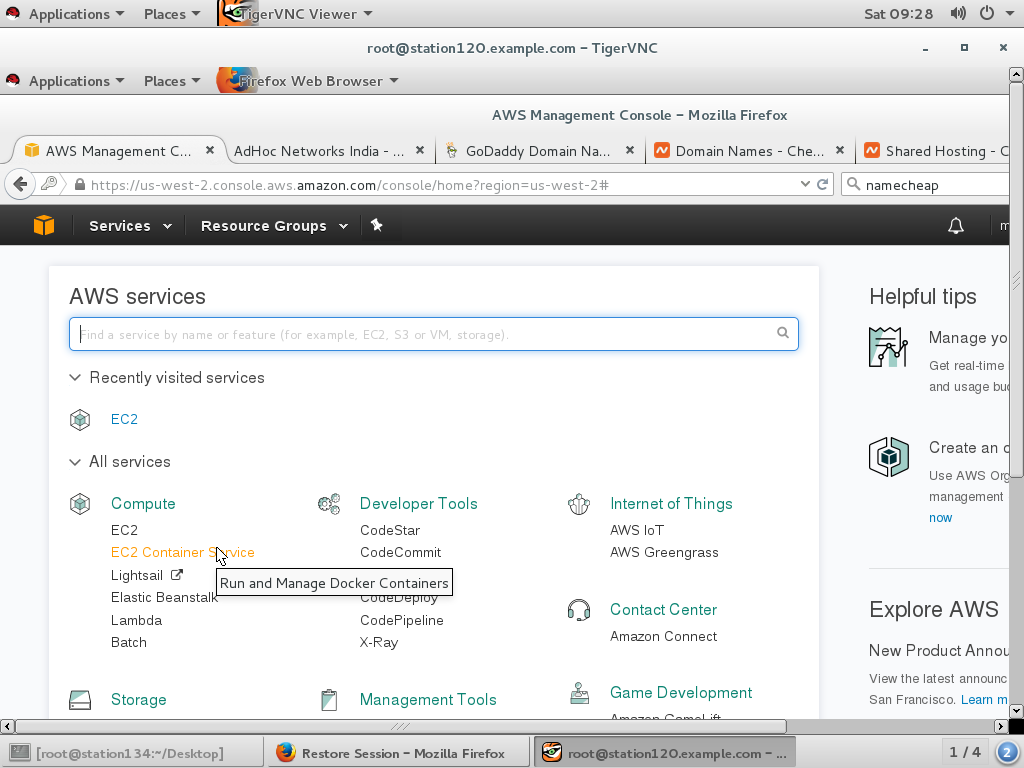 Applications Places TigerVNC Viewer Sat 09:28
root@station120.example.com – TigerVNC
Applications Places Firefox Web Browser
AWS Management Console – Mozilla Firefox
AWS Management C... AdHoc Networks India - ... GoDaddy Domain Na... Domain Names - Che... Shared Hosting - C
https://us-west-2.console.aws.amazon.com/console/home?region=us-west-2# namecheap
Services Resource Groups m
AWS services
Find a service by name or feature (for example, EC2, S3 or VM, storage).
Recently visited services
EC2
All services
Compute
EC2
EC2 Container Service
Run and Manage Docker Containers
Lightsail
Elastic Beanstalk
Lambda
Batch
Storage
Developer Tools
CodeStar
CodeCommit
CodeDeploy
CodePipeline
X-Ray
Management Tools
Internet of Things
AWS IoT
AWS Greengrass
Contact Center
Amazon Connect
Game Development
Amazon GameLift
Helpful tips
Manage yo
Get real-time
and usage bu
Create an o
Use AWS Org
management
now
Explore AWS
New Product Annou
View the latest announc
San Francisco. Learn m
[root@station134:~/Desktop] Restore Session – Mozilla Firefox root@station120.example.com – ... 1 / 4 2